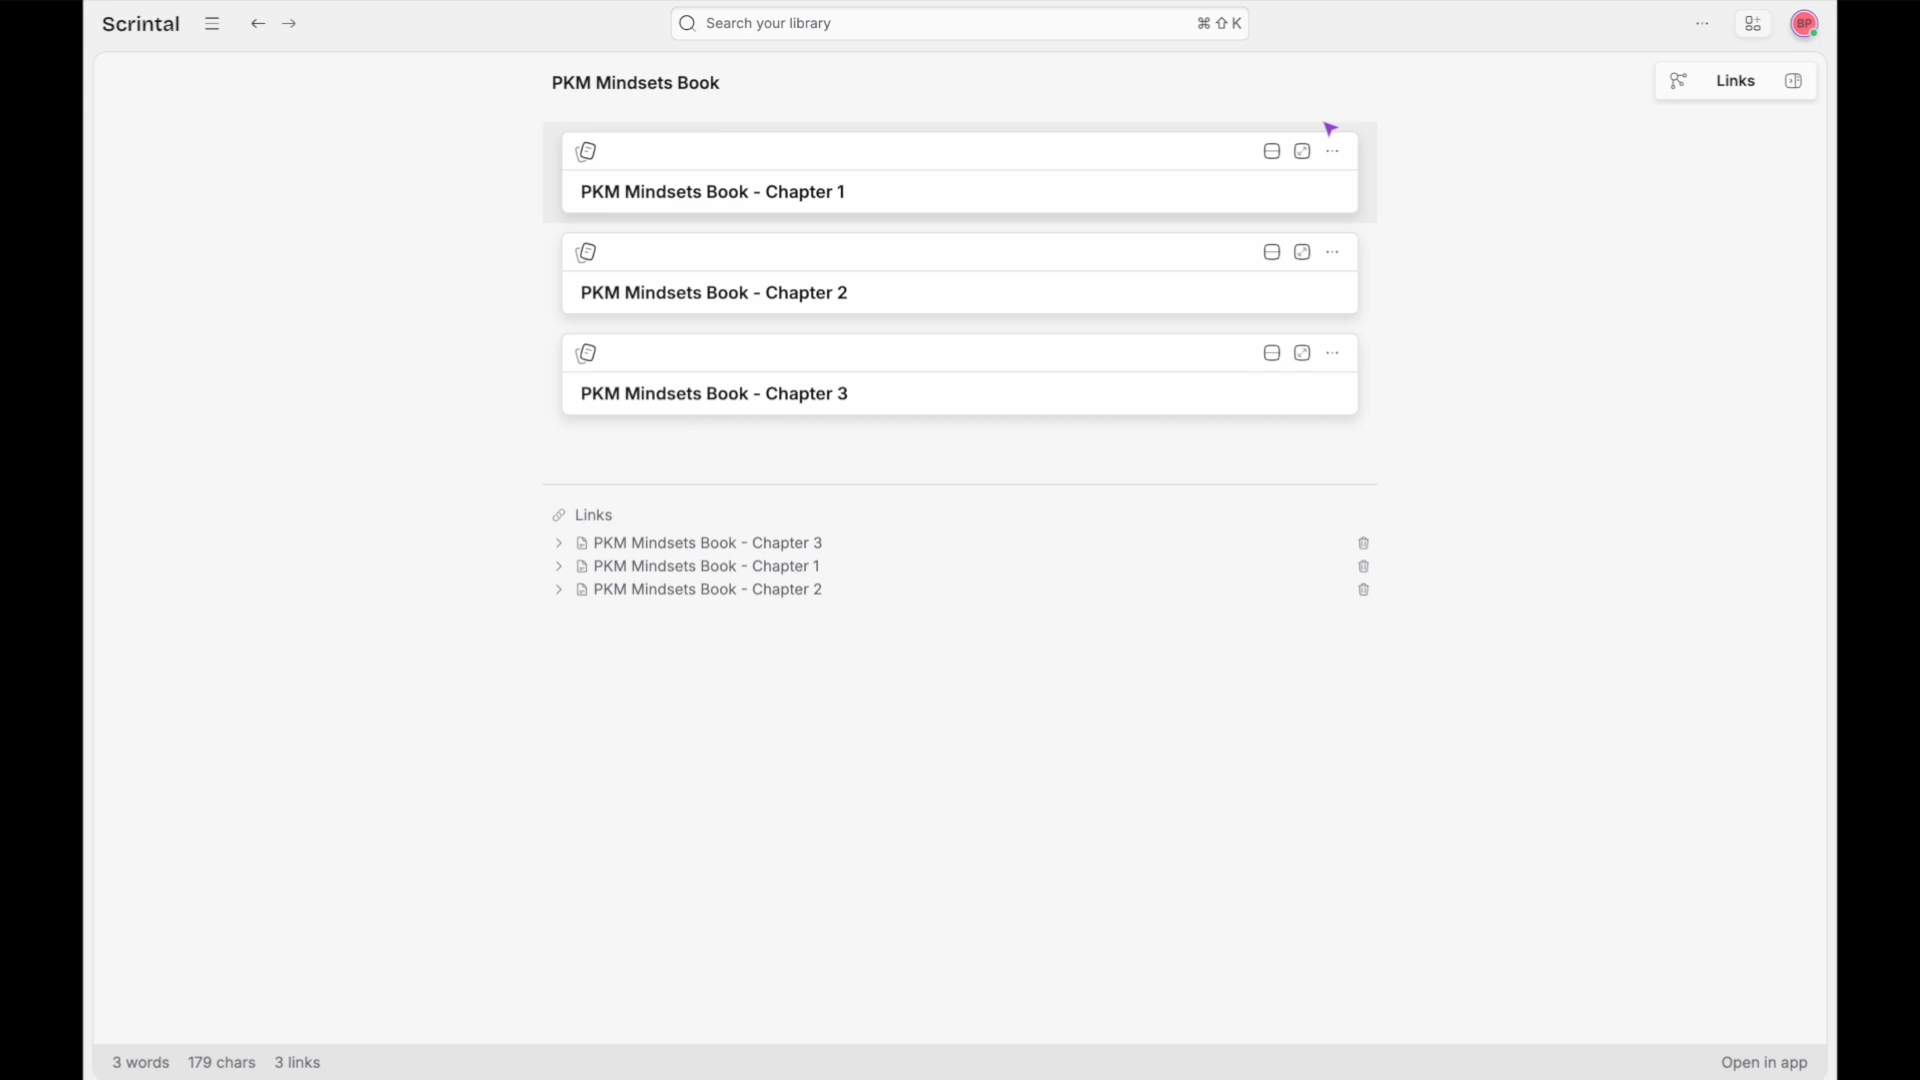 Scrintal
Search your library
⌘ ⇧ K
BP
PKM Mindsets Book
Links
PKM Mindsets Book - Chapter 1
PKM Mindsets Book - Chapter 2
PKM Mindsets Book - Chapter 3
Links
PKM Mindsets Book - Chapter 3
PKM Mindsets Book - Chapter 1
PKM Mindsets Book - Chapter 2
3 words 179 chars 3 links
Open in app